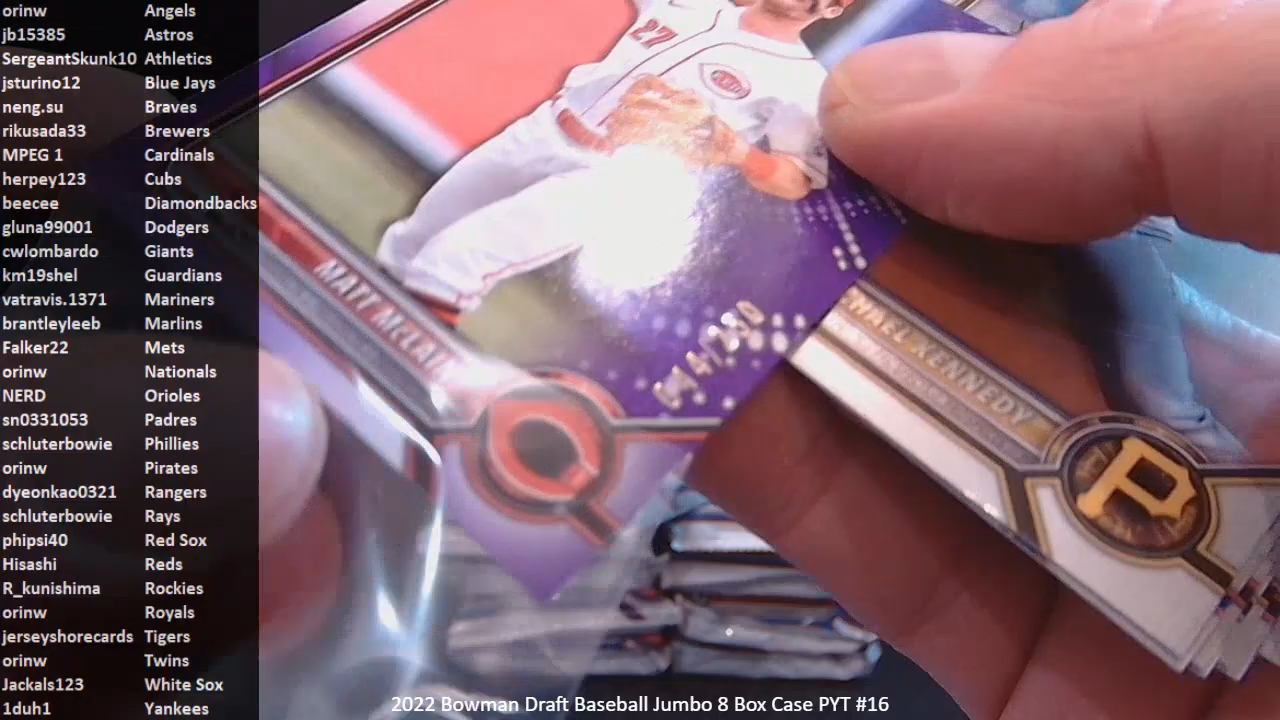 orinw Angels
jb15385 Astros
SergeantSkunk10 Athletics
jsturino12 Blue Jays
neng.su Braves
rikusada33 Brewers
MPEG 1 Cardinals
herpey123 Cubs
beecee Diamondbacks
gluna99001 Dodgers
cwlombardo Giants
km19shel Guardians
vatravis.1371 Mariners
brantleyleeb Marlins
Falker22 Mets
orinw Nationals
NERD Orioles
sn0331053 Padres
schluterbowie Phillies
orinw Pirates
dyeonkao0321 Rangers
schluterbowie Rays
phipsi40 Red Sox
Hisashi Reds
R_kunishima Rockies
orinw Royals
jerseyshorecards Tigers
orinw Twins
Jackals123 White Sox
1duh1 Yankees
27
MATT McLAIN
KENNEDY
P
2022 Bowman Draft Baseball Jumbo 8 Box Case PYT #16